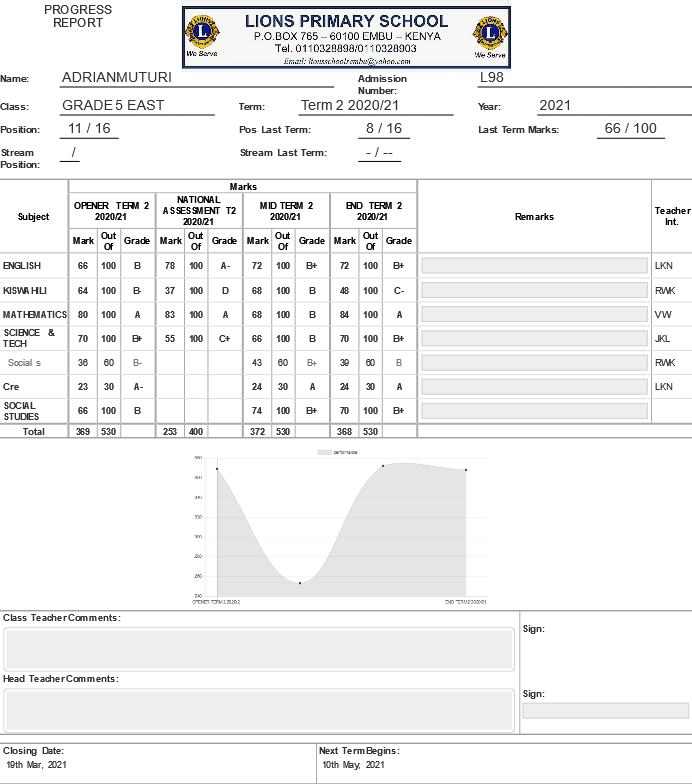 PROGRESS
REPORT
LIONS PRIMARY SCHOOL
P.O.BOX 765 – 60100 EMBU – KENYA
Tel. 0110328898/0110328903
Email: lionsschoolembu@yahoo.com
We Serve We Serve
Name: ADRIANMUTURI Admission Number: L98
Class: GRADE 5 EAST Term: Term 2 2020/21 Year: 2021
Position: 11 / 16 Pos Last Term: 8 / 16 Last Term Marks: 66 / 100
Stream Position: / Stream Last Term: - / --
Marks
Subject OPENER TERM 2 2020/21 NATIONAL ASSESSMENT T2 2020/21 MID TERM 2 2020/21 END TERM 2 2020/21 Remarks Teacher Int.
Mark Out Of Grade Mark Out Of Grade Mark Out Of Grade Mark Out Of Grade
ENGLISH 66 100 B 78 100 A- 72 100 B+ 72 100 B+ LKN
KISWAHILI 64 100 B- 37 100 D 68 100 B 48 100 C- RWK
MATHEMATICS 80 100 A 83 100 A 68 100 B 84 100 A VW
SCIENCE & TECH 70 100 B+ 55 100 C+ 66 100 B 70 100 B+ JKL
Social s 36 60 B- 43 60 B+ 39 60 B RWK
Cre 23 30 A- 24 30 A 24 30 A LKN
SOCIAL STUDIES 66 100 B 74 100 B+ 70 100 B+
Total 369 530 253 400 372 530 368 530
performance
380
360
340
320
300
280
260
240
OPENER TERM 2 2020/2 END TERM 2 2020/21
Class Teacher Comments:
Sign:
Head Teacher Comments:
Sign:
Closing Date: Next Term Begins:
19th Mar, 2021 10th May, 2021